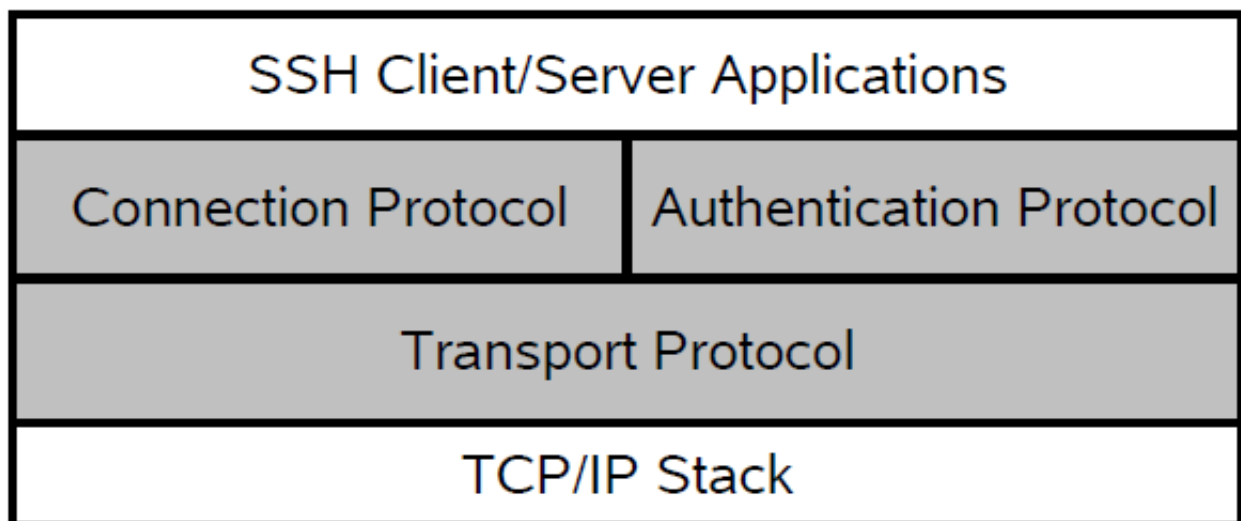 SSH Client/Server Applications
Connection Protocol
Authentication Protocol
Transport Protocol
TCP/IP Stack